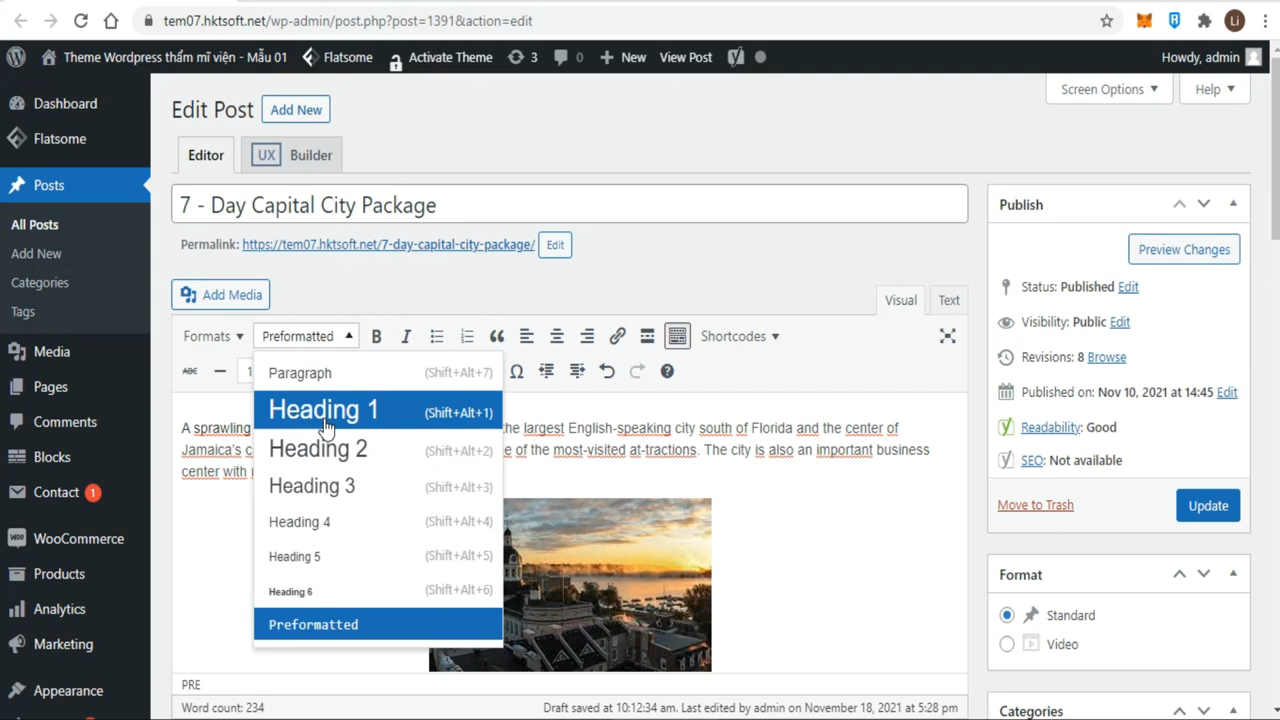 tem07.hktsoft.net/wp-admin/post.php?post=1391&action=edit
Li
Theme Wordpress thẩm mĩ viện - Mẫu 01
Flatsome
Activate Theme
3
0
New
View Post
Howdy, admin
Dashboard
Flatsome
Posts
All Posts
Add New
Categories
Tags
Media
Pages
Comments
Blocks
Contact 1
WooCommerce
Products
Analytics
Marketing
Appearance
Screen Options
Help
Edit Post
Add New
Editor
UX Builder
7 - Day Capital City Package
Permalink: https://tem07.hktsoft.net/7-day-capital-city-package/ Edit
Add Media
Visual
Text
Formats
Preformatted
B
I
Shortcodes
ABC
1
Ω
Paragraph (Shift+Alt+7)
Heading 1 (Shift+Alt+1)
Heading 2 (Shift+Alt+2)
Heading 3 (Shift+Alt+3)
Heading 4 (Shift+Alt+4)
Heading 5 (Shift+Alt+5)
Heading 6 (Shift+Alt+6)
Preformatted
A sprawling the largest English-speaking city south of Florida and the center of
Jamaica's c e of the most-visited at-tractions. The city is also an important business
center with
PRE
Word count: 234
Draft saved at 10:12:34 am. Last edited by admin on November 18, 2021 at 5:28 pm
Publish
Preview Changes
Status: Published Edit
Visibility: Public Edit
Revisions: 8 Browse
Published on: Nov 10, 2021 at 14:45 Edit
Readability: Good
SEO: Not available
Move to Trash
Update
Format
Standard
Video
Categories